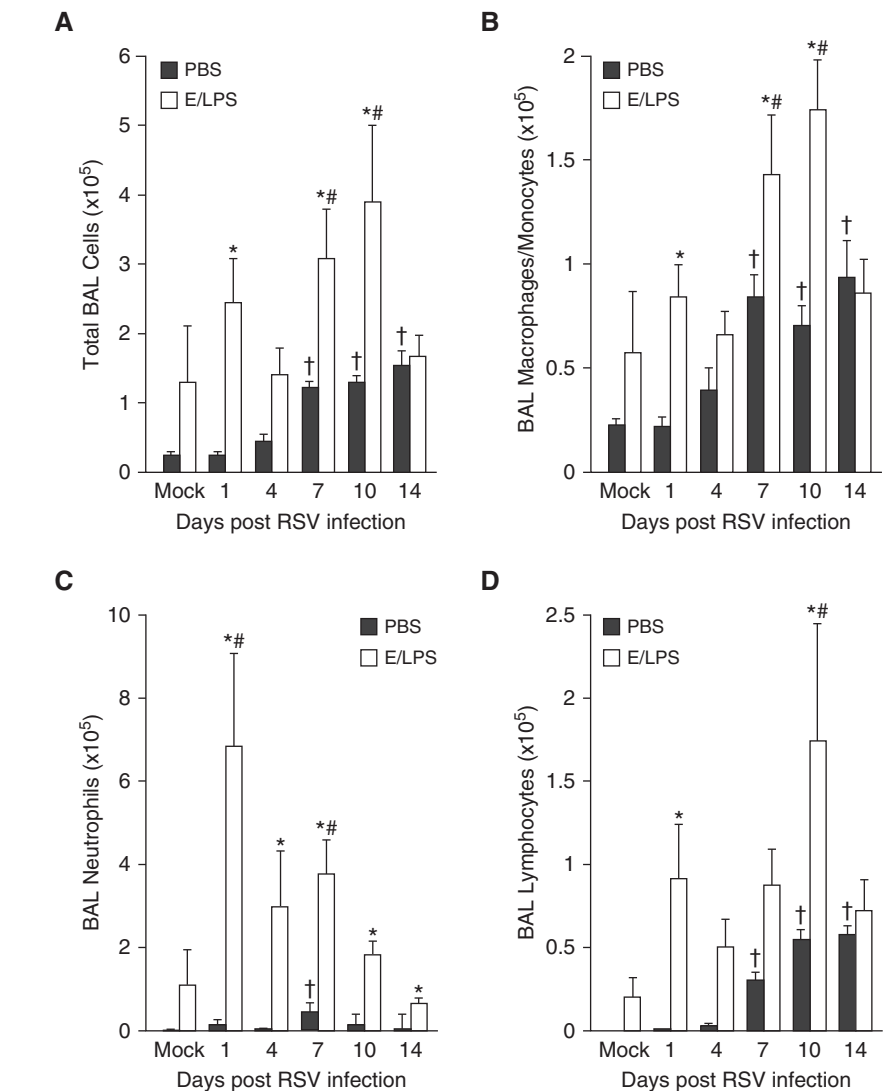 A
6
5
4
3
2
1
0
Total BAL Cells (x10⁵)
PBS
E/LPS
*
† *#
† *#
†
Mock 1 4 7 10 14
Days post RSV infection
B
2
1.5
1
0.5
0
BAL Macrophages/Monocytes (x10⁵)
PBS
E/LPS
*
† *#
† *#
†
Mock 1 4 7 10 14
Days post RSV infection
C
10
8
6
4
2
0
BAL Neutrophils (x10⁵)
PBS
E/LPS
*#
*
† *#
*
*
Mock 1 4 7 10 14
Days post RSV infection
D
2.5
2
1.5
1
0.5
0
BAL Lymphocytes (x10⁵)
PBS
E/LPS
*
†
† *#
†
Mock 1 4 7 10 14
Days post RSV infection